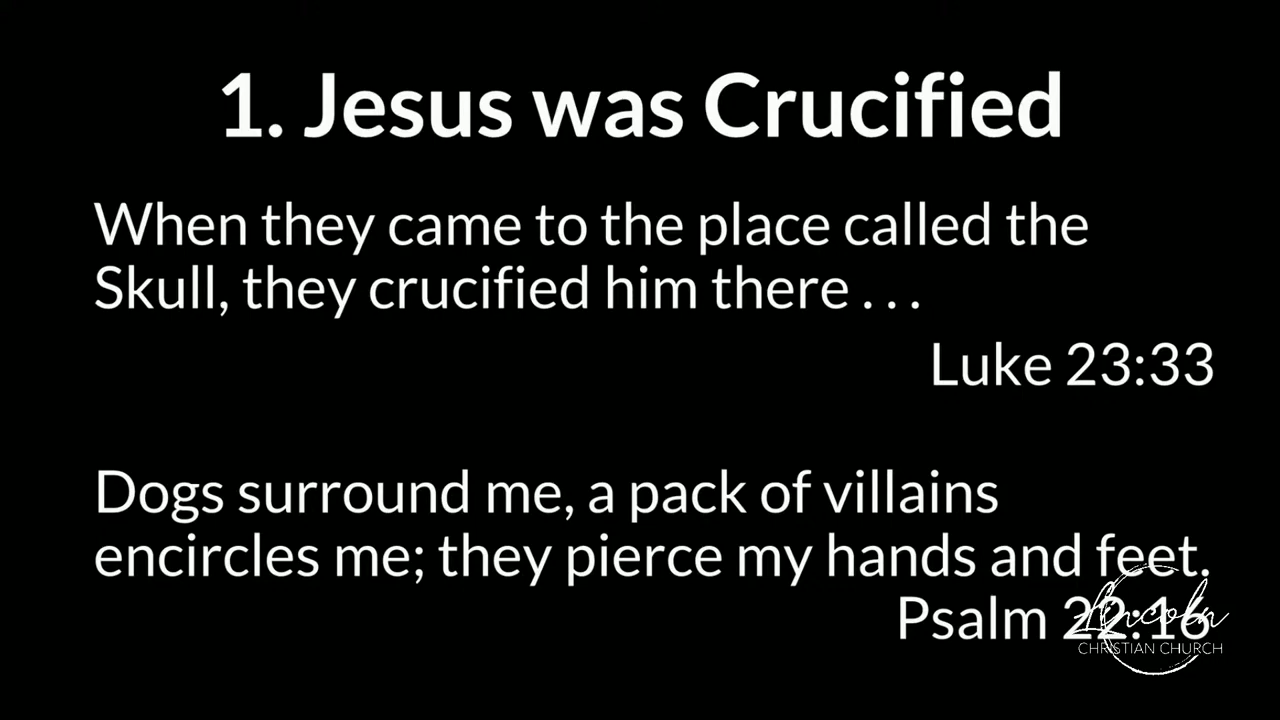 1. Jesus was Crucified
When they came to the place called the
Skull, they crucified him there . . .
Luke 23:33
Dogs surround me, a pack of villains
encircles me; they pierce my hands and feet.
Psalm 22:16
Lincoln
CHRISTIAN CHURCH